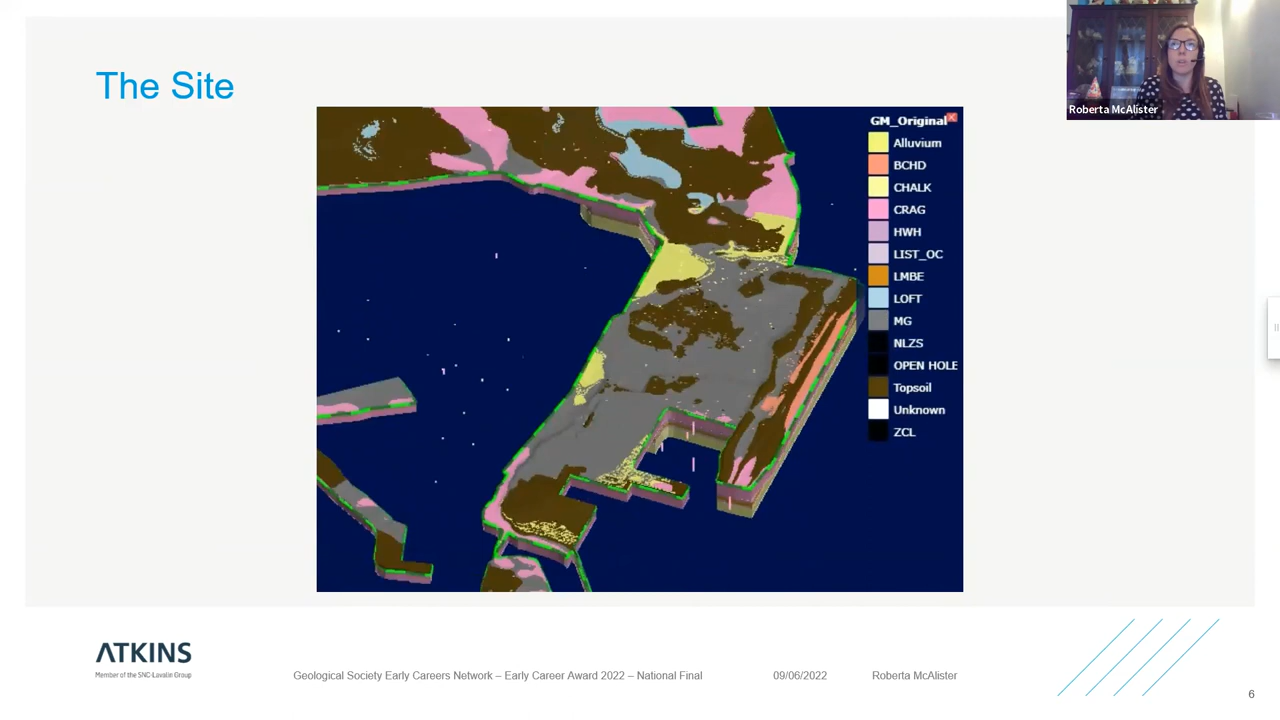 The Site
Roberta McAlister
GM_Original
Alluvium
BCHD
CHALK
CRAG
HWH
LIST_OC
LMBE
LOFT
MG
NLZS
OPEN HOLE
Topsoil
Unknown
ZCL
ATKINS
Member of the SNC-Lavalin Group
Geological Society Early Careers Network – Early Career Award 2022 – National Final
09/06/2022
Roberta McAlister
6